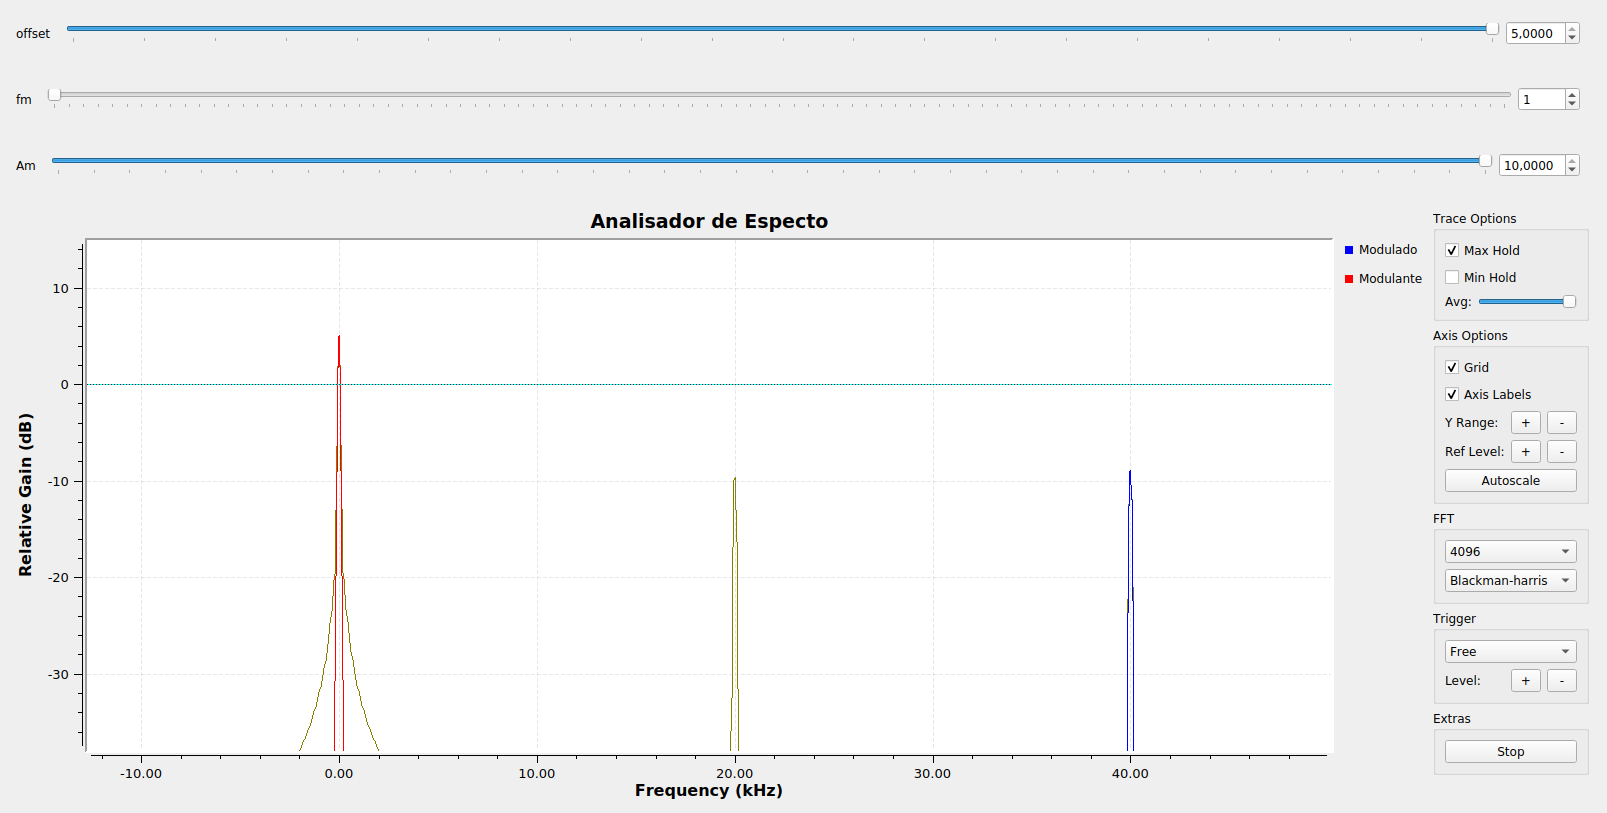 offset 5,0000
fm 1
Am 10,0000
Analisador de Especto
Relative Gain (dB)
10
0
-10
-20
-30
-10.00 0.00 10.00 20.00 30.00 40.00
Frequency (kHz)
Modulado
Modulante
Trace Options
Max Hold
Min Hold
Avg:
Axis Options
Grid
Axis Labels
Y Range: + -
Ref Level: + -
Autoscale
FFT
4096
Blackman-harris
Trigger
Free
Level: + -
Extras
Stop